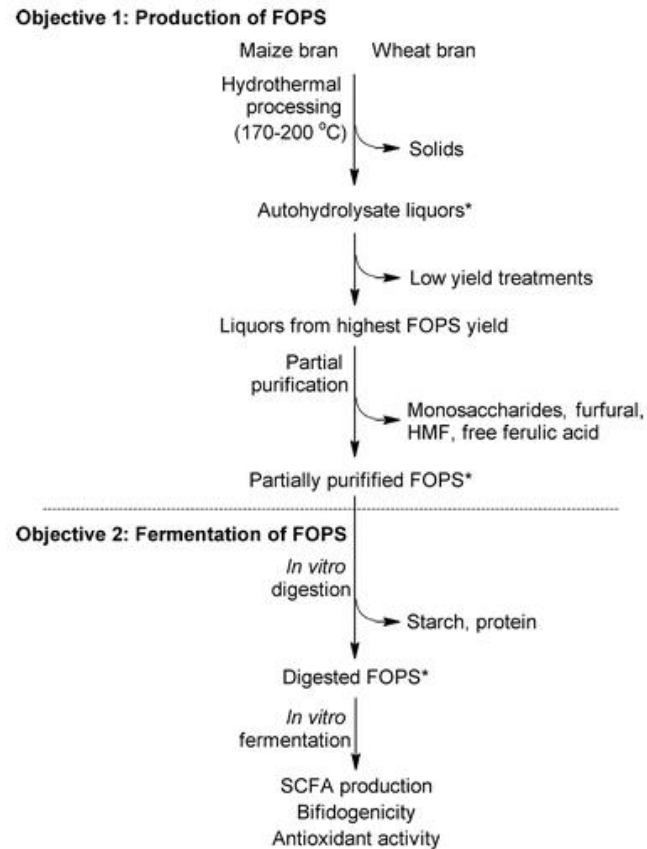 Objective 1: Production of FOPS
Maize bran Wheat bran
Hydrothermal
processing
(170-200 °C)
Solids
Autohydrolysate liquors*
Low yield treatments
Liquors from highest FOPS yield
Partial
purification
Monosaccharides, furfural,
HMF, free ferulic acid
Partially purifified FOPS*
Objective 2: Fermentation of FOPS
In vitro
digestion
Starch, protein
Digested FOPS*
In vitro
fermentation
SCFA production
Bifidogenicity
Antioxidant activity